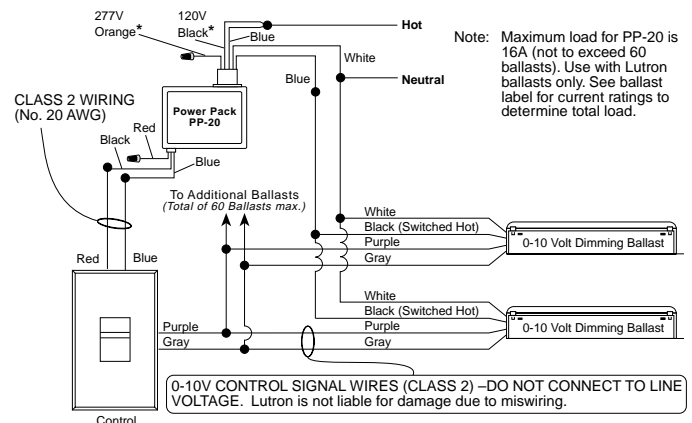 277V
Orange*
120V
Black*
Blue
Hot
White
Blue
Neutral
Note: Maximum load for PP-20 is
16A (not to exceed 60
ballasts). Use with Lutron
ballasts only. See ballast
label for current ratings to
determine total load.
CLASS 2 WIRING
(No. 20 AWG)
Power Pack
PP-20
Red
Black
Blue
To Additional Ballasts
(Total of 60 Ballasts max.)
White
Black (Switched Hot)
Purple
Gray
0-10 Volt Dimming Ballast
Red
Blue
White
Black (Switched Hot)
Purple
Gray
0-10 Volt Dimming Ballast
Purple
Gray
0-10V CONTROL SIGNAL WIRES (CLASS 2) –DO NOT CONNECT TO LINE
VOLTAGE. Lutron is not liable for damage due to miswiring.
Control